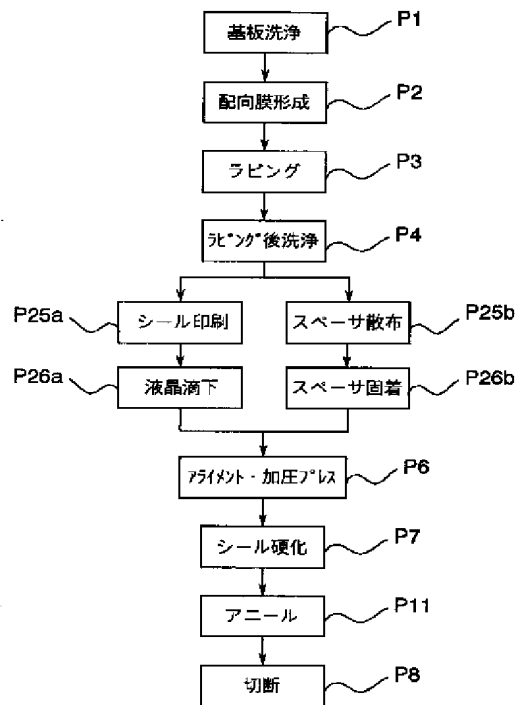 基板洗浄 P1
配向膜形成 P2
ラビング P3
ラビング後洗浄 P4
P25a シール印刷 スペーサ散布 P25b
P26a 液晶滴下 スペーサ固着 P26b
アライメント・加圧プレス P6
シール硬化 P7
アニール P11
切断 P8